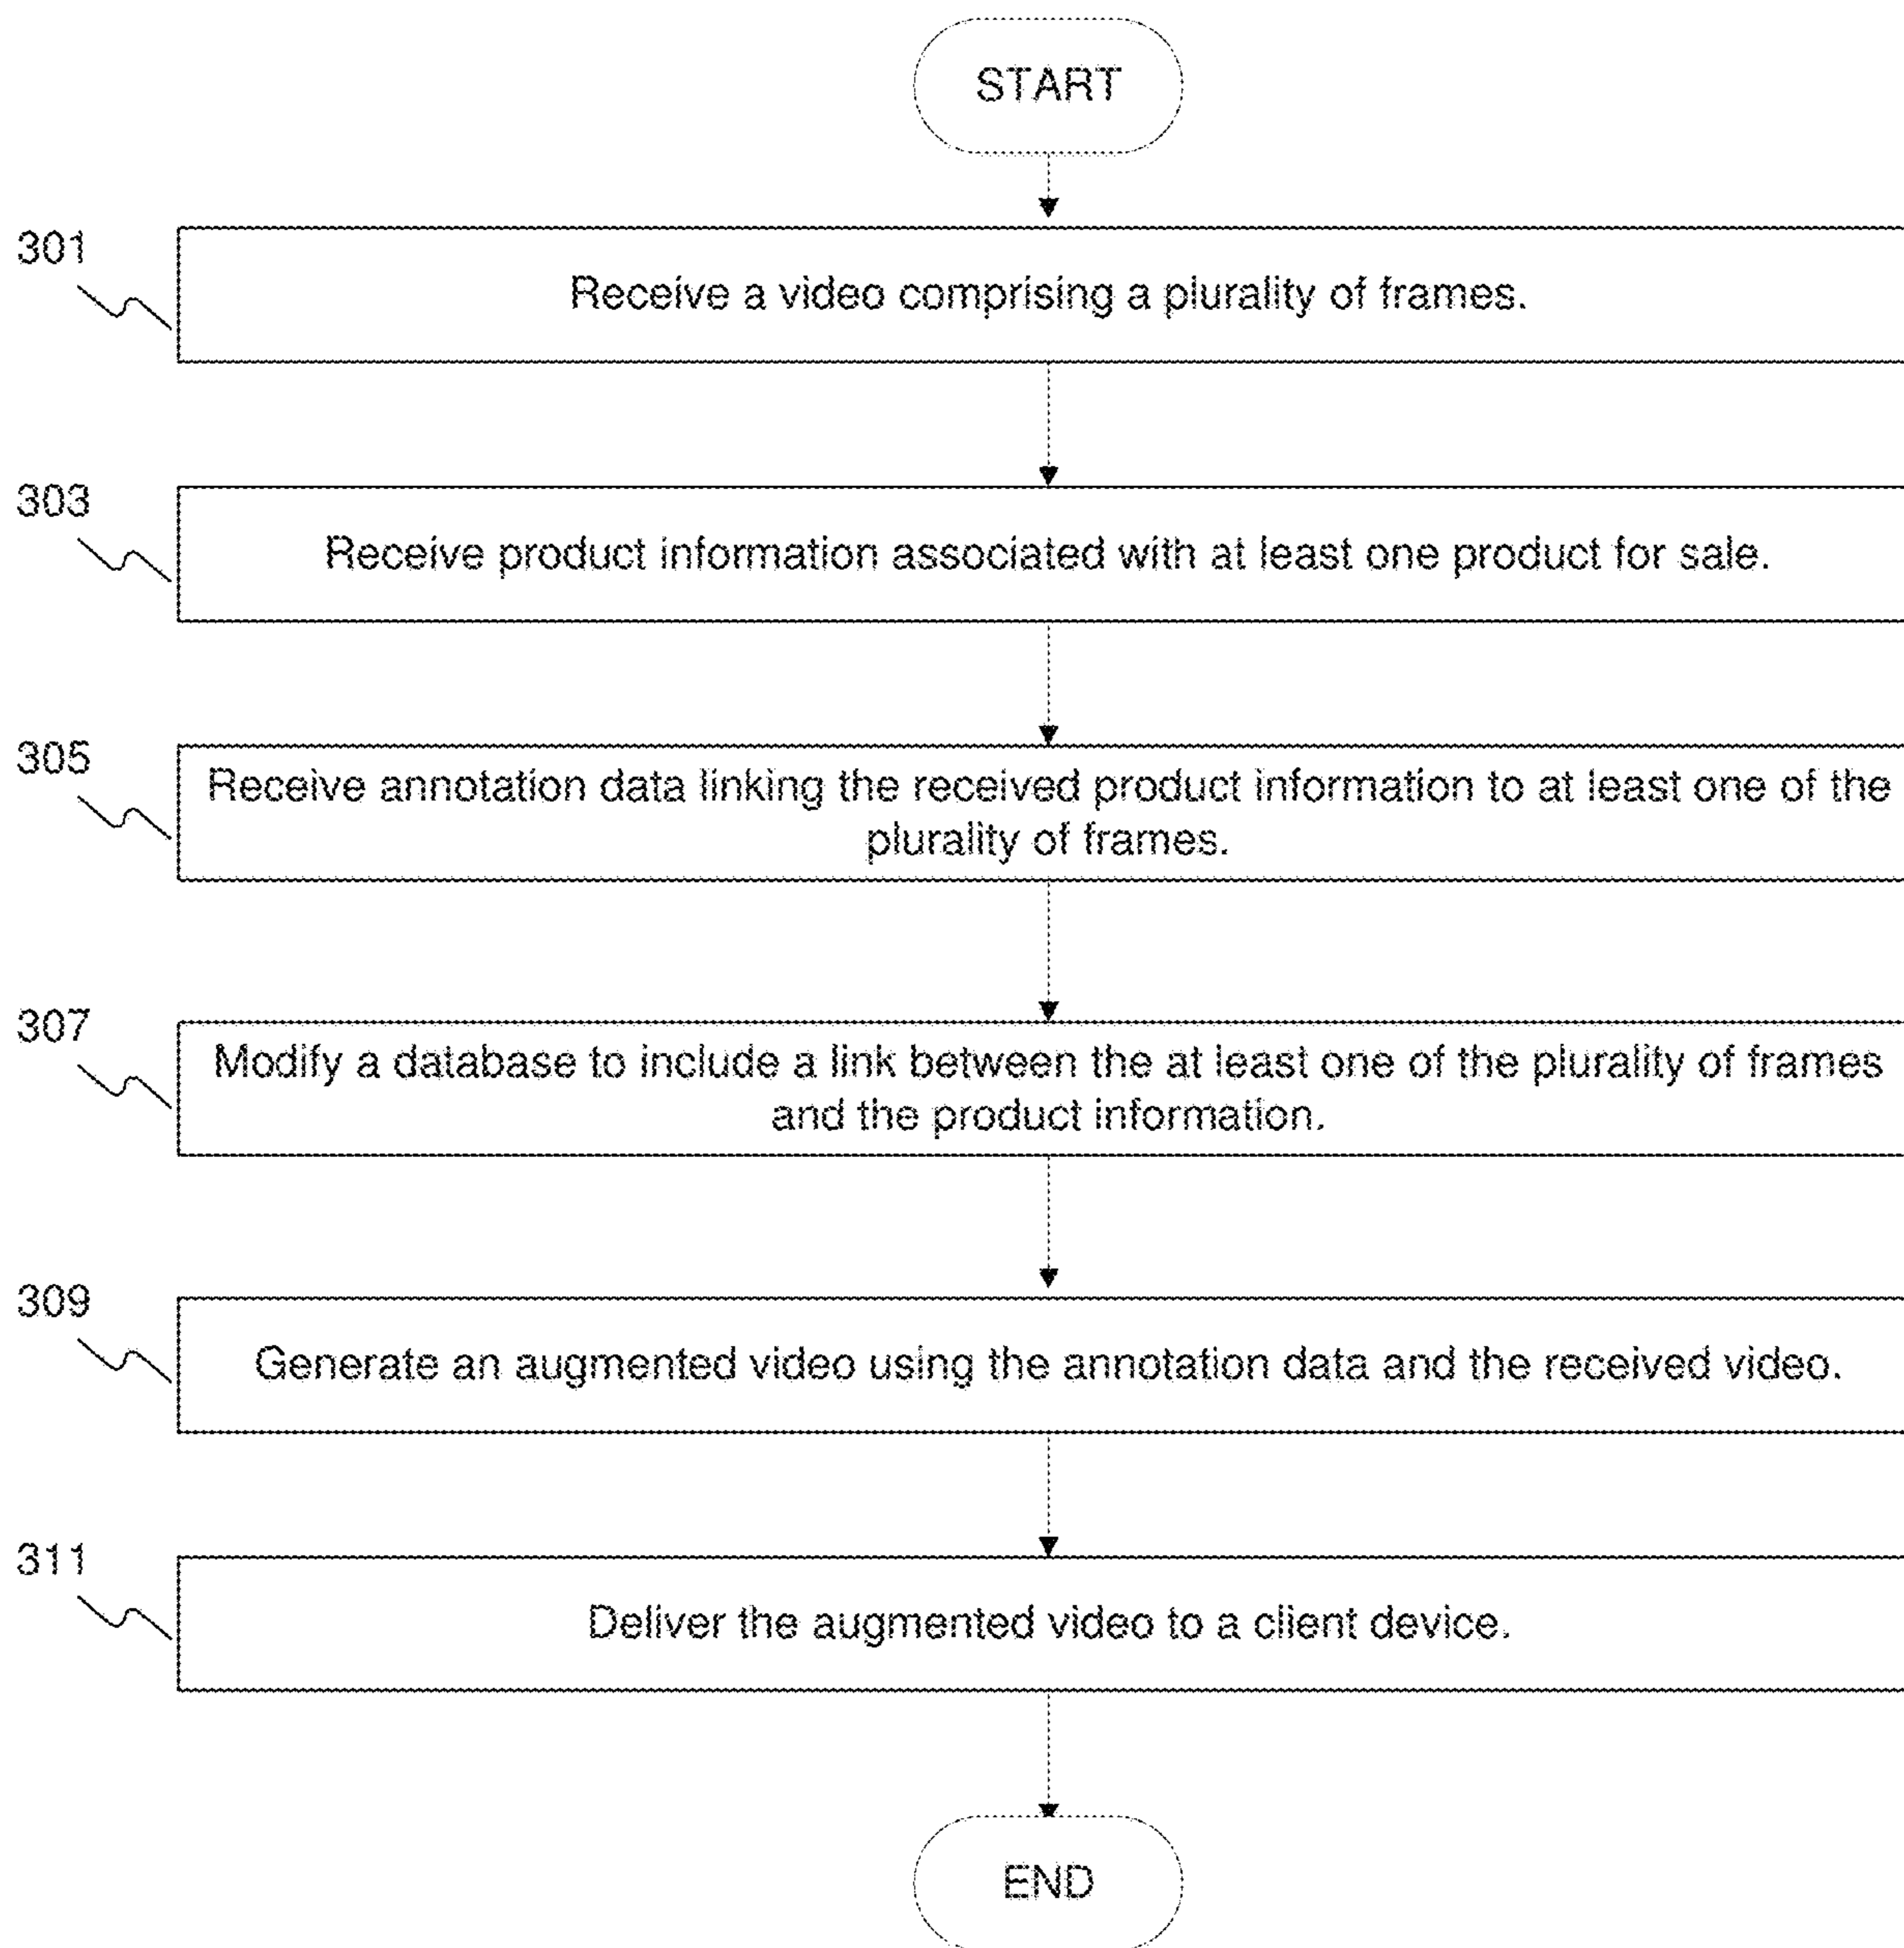 START
301
Receive a video comprising a plurality of frames.
303
Receive product information associated with at least one product for sale.
305
Receive annotation data linking the received product information to at least one of the
plurality of frames.
307
Modify a database to include a link between the at least one of the plurality of frames
and the product information.
309
Generate an augmented video using the annotation data and the received video.
311
Deliver the augmented video to a client device.
END